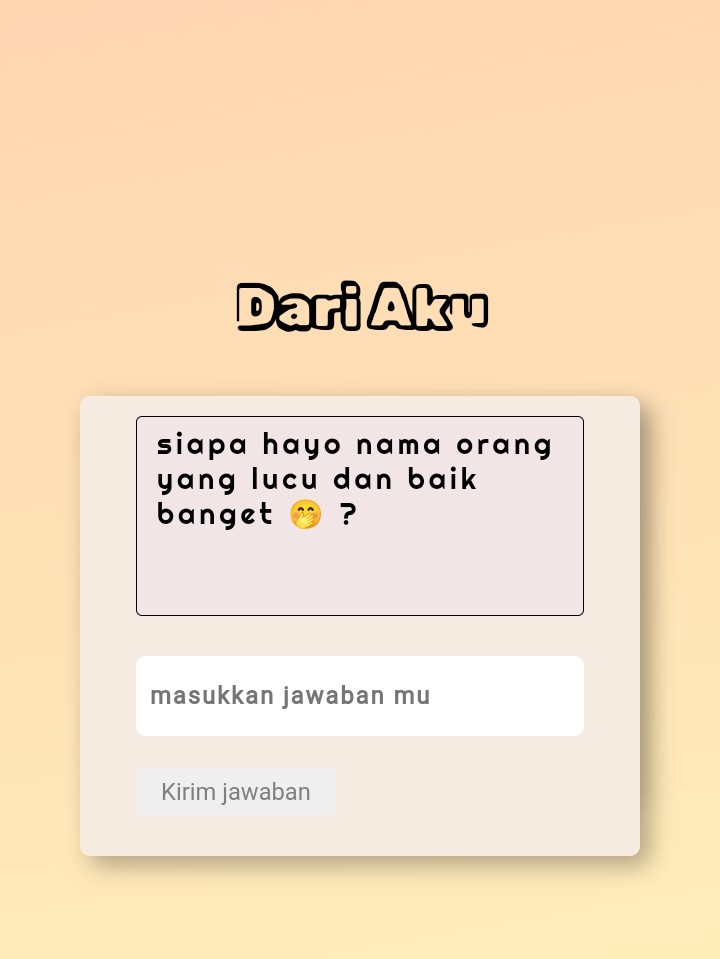 Dari Aku
siapa hayo nama orang
yang lucu dan baik
banget 🤭 ?
masukkan jawaban mu
Kirim jawaban